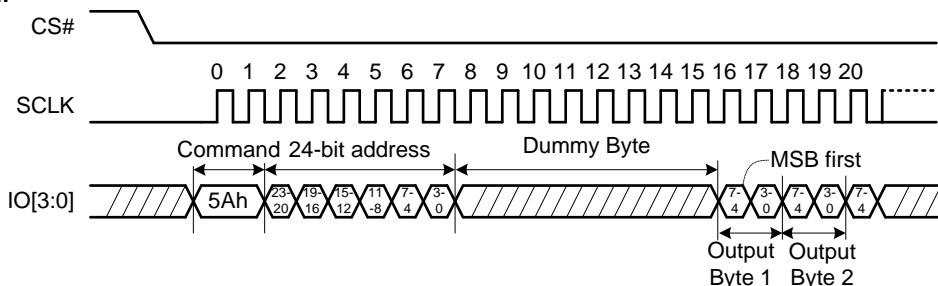 CS#
0 1 2 3 4 5 6 7 8 9 10 11 12 13 14 15 16 17 18 19 20
SCLK
Command 24-bit address Dummy Byte MSB first
IO[3:0] 5Ah 23-20 19-16 15-12 11-8 7-4 3-0 7-4 3-0 7-4 3-0 7-4
Output Byte 1 Output Byte 2